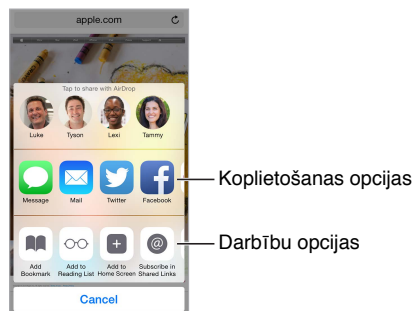 apple.com
Tap to share with AirDrop
Luke Tyson Lexi Tammy
Koplietošanas opcijas
Message Mail Twitter Facebook
Darbību opcijas
Add Bookmark
Add to Reading List
Add to Home Screen
Subscribe in Shared Links
Cancel